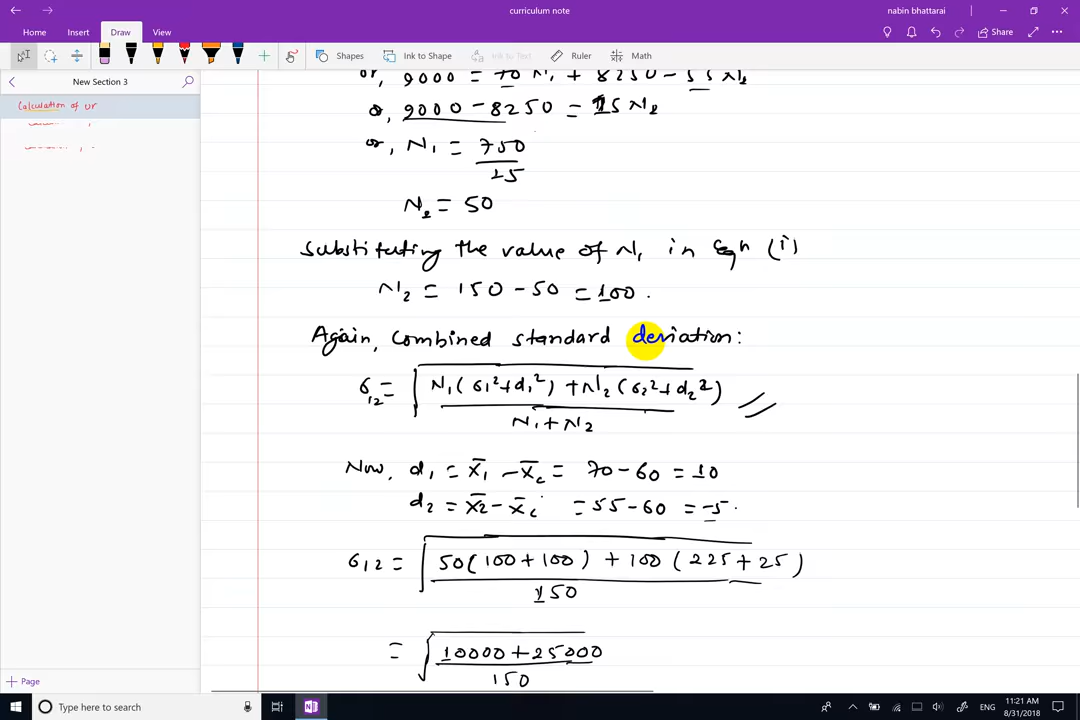 curriculum note
nabin bhattarai
Home Insert Draw View
Share
Shapes Ink to Shape Ink to Text Ruler Math
New Section 3
Calculation of ur
or, 9000 = 70 N₁ + 8250 - 55 N₁
or, 9000 - 8250 = 15 N₁
or, N₁ = 750
15
N₁ = 50
Substituting the value of N₁ in eqn (i)
N₂ = 150 - 50 = 100.
Again, combined standard deviation:
σ₁₂ = √ N₁ (σ₁² + d₁²) + N₂ (σ₂² + d₂²)
N₁ + N₂
Now, d₁ = x̄₁ - x̄c = 70 - 60 = 10
d₂ = x̄₂ - x̄c = 55 - 60 = -5.
σ₁₂ = √ 50 (100 + 100) + 100 (225 + 25)
150
= √ 10000 + 25000
150
+ Page
Type here to search
ENG
11:21 AM
8/31/2018